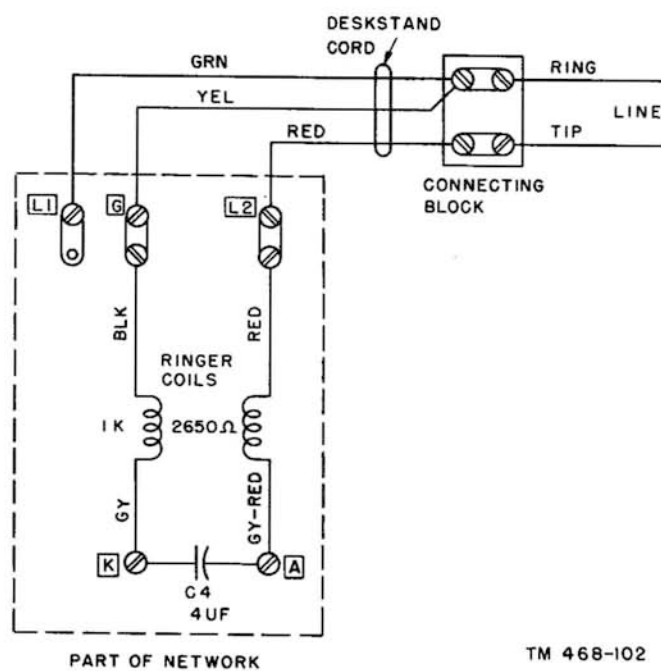 DESKSTAND
CORD
GRN
RING
YEL
LINE
RED
TIP
CONNECTING
BLOCK
L1
G
L2
BLK
RED
RINGER
COILS
1K
2650Ω
GY
GY-RED
K
A
C4
4UF
PART OF NETWORK
TM 468-102